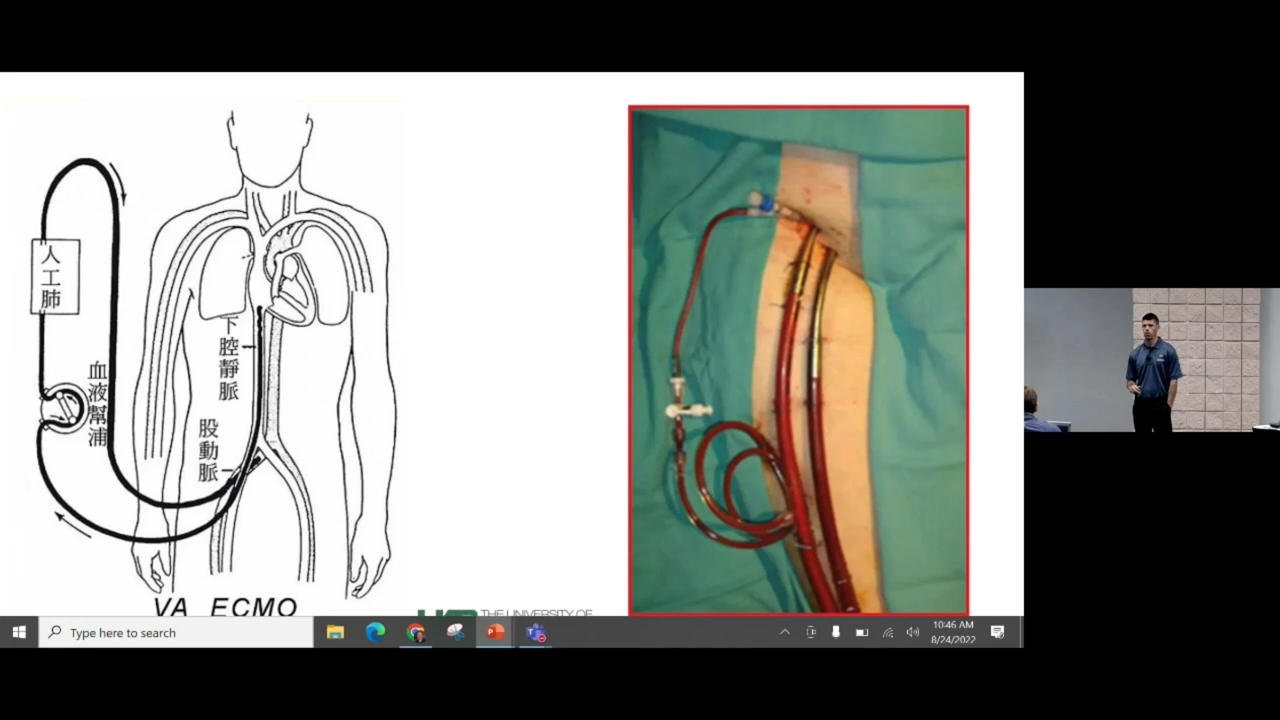 人工肺
血液幫浦
下腔靜脈
股動脈
VA ECMO
THE UNIVERSITY OF
Type here to search
10:46 AM
8/24/2022